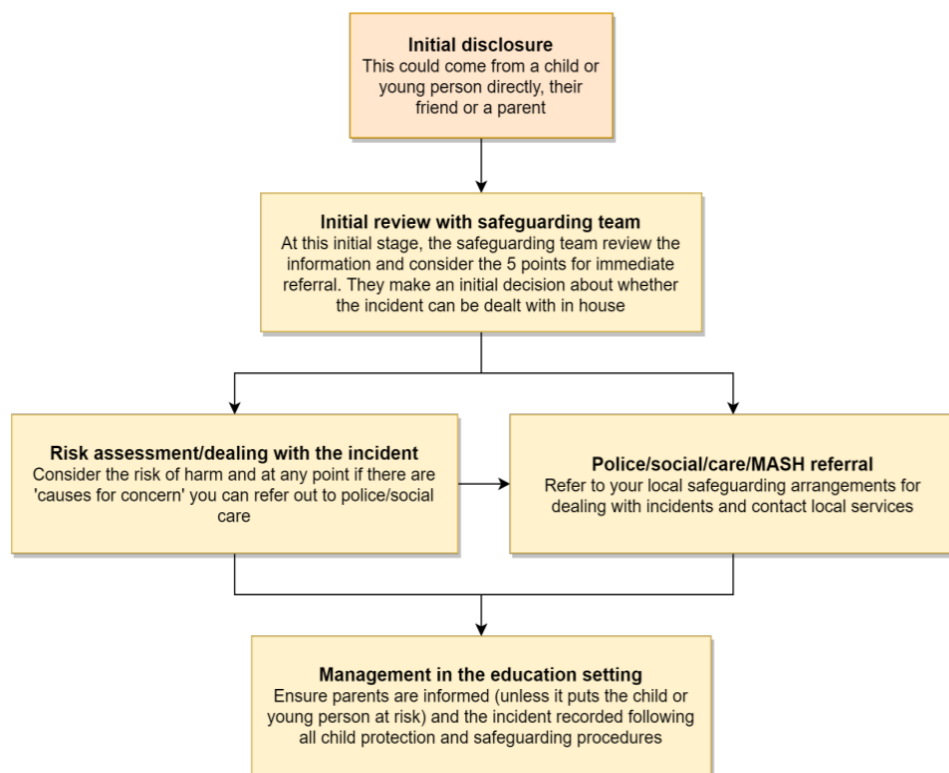 Initial disclosure
This could come from a child or
young person directly, their
friend or a parent
Initial review with safeguarding team
At this initial stage, the safeguarding team review the
information and consider the 5 points for immediate
referral. They make an initial decision about whether
the incident can be dealt with in house
Risk assessment/dealing with the incident
Consider the risk of harm and at any point if there are
'causes for concern' you can refer out to police/social
care
Police/social/care/MASH referral
Refer to your local safeguarding arrangements for
dealing with incidents and contact local services
Management in the education setting
Ensure parents are informed (unless it puts the child or
young person at risk) and the incident recorded following
all child protection and safeguarding procedures